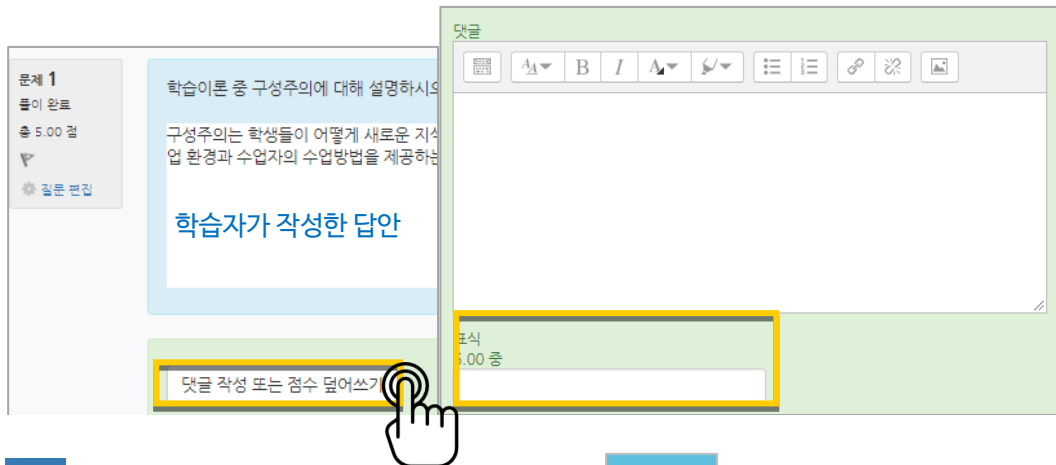 문제 1
풀이 완료
총 5.00 점
질문 편집
학습이론 중 구성주의에 대해 설명하시오
구성주의는 학생들이 어떻게 새로운
업 환경과 수업자의 수업방법을 제공하는
학습자가 작성한 답안
댓글 작성 또는 점수 덮어쓰기
댓글
B I
표식
5.00 중